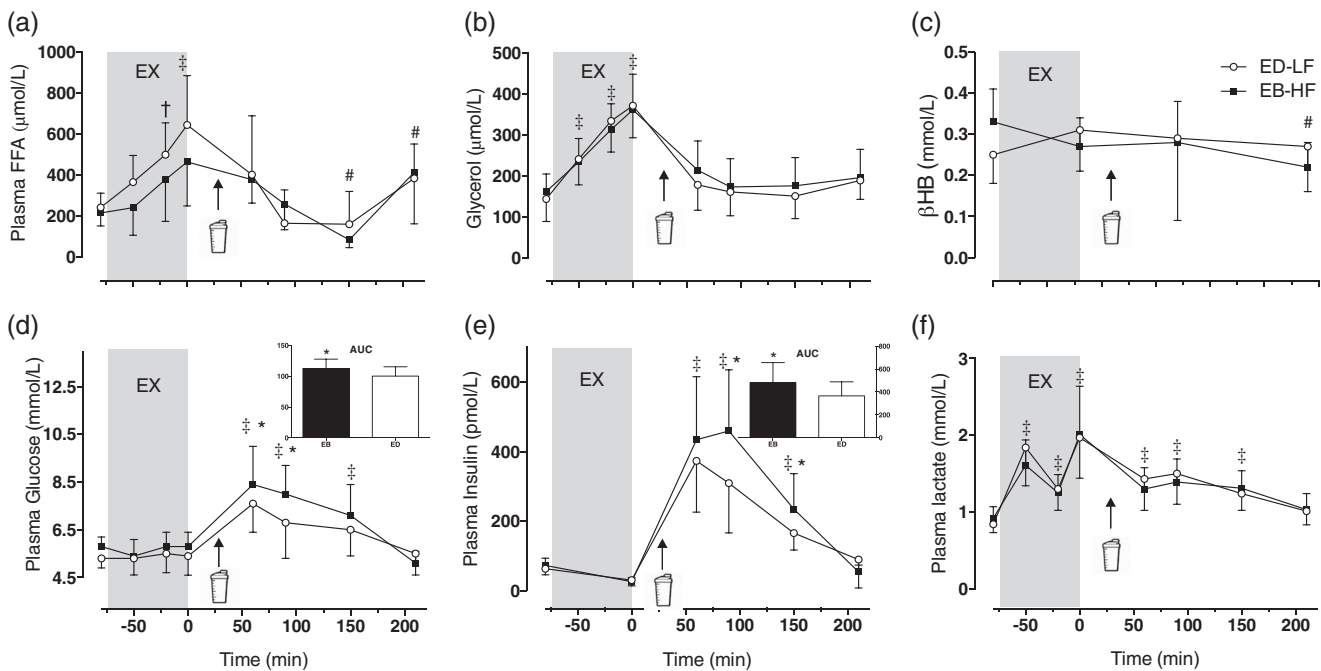 (a)
Plasma FFA (μmol/L)
1000
800
600
400
200
0
EX
†
‡
#
#
(b)
Glycerol (μmol/L)
500
400
300
200
100
0
EX
‡
‡
‡
(c)
βHB (mmol/L)
0.5
0.4
0.3
0.2
0.1
0.0
EX
ED-LF
EB-HF
#
(d)
Plasma Glucose (mmol/L)
12.5
10.5
8.5
6.5
4.5
EX
‡ *
‡ *
‡
AUC
*
150
100
50
0
EB ED
-50 0 50 100 150 200
Time (min)
(e)
Plasma Insulin (pmol/L)
600
400
200
0
EX
‡
‡ *
‡ *
AUC
*
800
600
400
200
0
EB ED
-50 0 50 100 150 200
Time (min)
(f)
Plasma lactate (mmol/L)
3
2
1
0
EX
‡
‡
‡
‡
‡
‡
-50 0 50 100 150 200
Time (min)